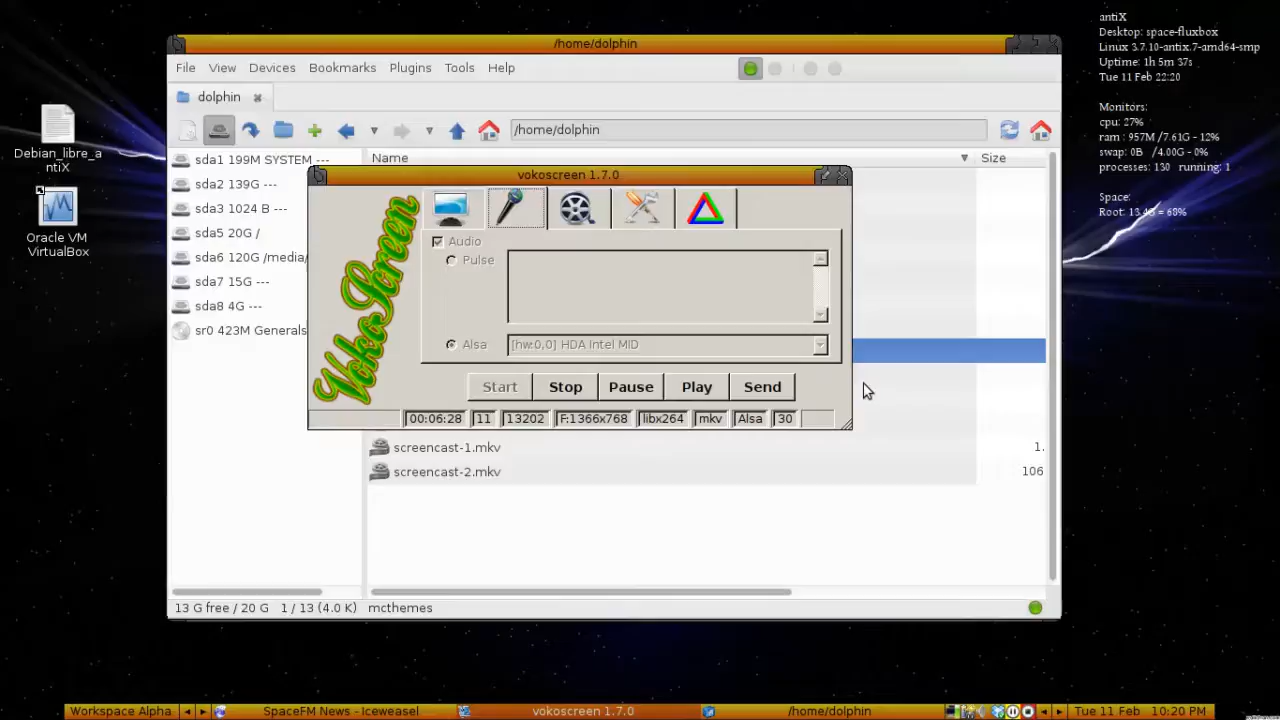 antiX
Desktop: space-fluxbox
Linux 3.7.10-antix.7-amd64-smp
Uptime: 1h 5m 37s
Tue 11 Feb 22:20
Monitors:
cpu: 27%
ram : 957M /7.61G - 12%
swap: 0B /4.00G - 0%
processes: 130 running: 1
Space:
Root: 13.4G = 68%
Debian_libre_a
ntiX
Oracle VM
VirtualBox
/home/dolphin
File View Devices Bookmarks Plugins Tools Help
dolphin
/home/dolphin
Name Size
sda1 199M SYSTEM ---
sda2 139G ---
sda3 1024 B ---
sda5 20G /
sda6 120G /media/
sda7 15G ---
sda8 4G ---
sr0 423M Generals
vokoscreen 1.7.0
VokoScreen
Audio
Pulse
Alsa [hw:0,0] HDA Intel MID
Start Stop Pause Play Send
00:06:28 11 13202 F:1366x768 libx264 mkv Alsa 30
screencast-1.mkv 1.
screencast-2.mkv 106
13 G free / 20 G 1 / 13 (4.0 K) mcthemes
Workspace Alpha SpaceFM News - Iceweasel vokoscreen 1.7.0 /home/dolphin Tue 11 Feb 10:20 PM